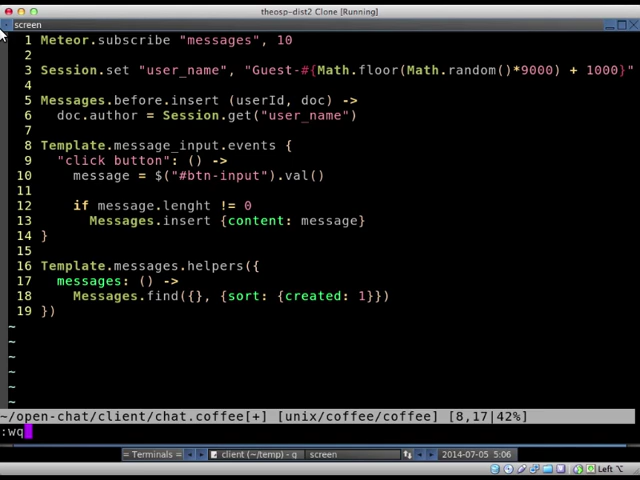 theosp-dist2 Clone [Running]
screen
1 Meteor.subscribe "messages", 10
2
3 Session.set "user_name", "Guest-#{Math.floor(Math.random()*9000) + 1000}"
4
5 Messages.before.insert (userId, doc) ->
6 doc.author = Session.get("user_name")
7
8 Template.message_input.events {
9 "click button": () ->
10 message = $("#btn-input").val()
11
12 if message.lenght != 0
13 Messages.insert {content: message}
14 }
15
16 Template.messages.helpers({
17 messages: () ->
18 Messages.find({}, {sort: {created: 1}})
19 })
~
~
~
~
~
~/open-chat/client/chat.coffee[+] [unix/coffee/coffee] [8,17|42%]
:wq
= Terminals = client (~/temp) - g screen 2014-07-05 5:06
Left